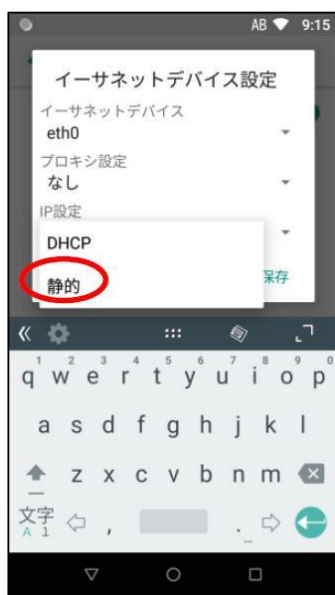 AB 9:15
イーサネットデバイス設定
イーサネットデバイス
eth0
プロキシ設定
なし
IP設定
DHCP
静的
保存
1 2 3 4 5 6 7 8 9 0
q w e r t y u i o p
a s d f g h j k l
z x c v b n m
文字 , .
A 1